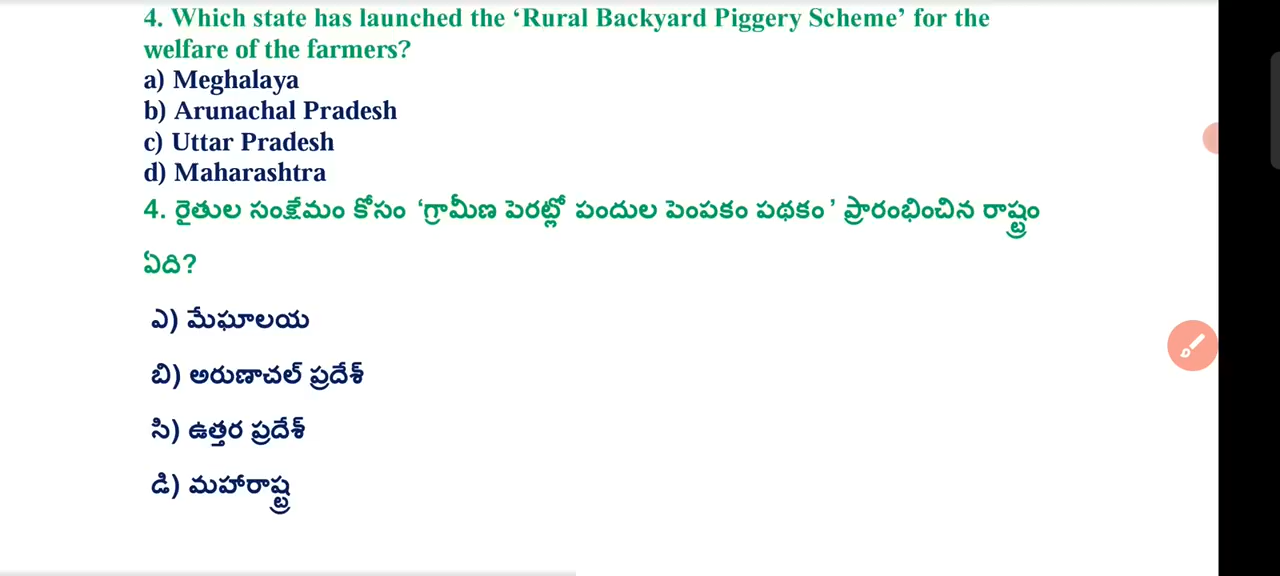 4. Which state has launched the ‘Rural Backyard Piggery Scheme’ for the
welfare of the farmers?
a) Meghalaya
b) Arunachal Pradesh
c) Uttar Pradesh
d) Maharashtra
4. రైతుల సంక్షేమం కోసం ‘గ్రామీణ పెరట్లో పందుల పెంపకం పథకం’ ప్రారంభించిన రాష్ట్రం
ఏది?
ఎ) మేఘాలయ
బి) అరుణాచల్ ప్రదేశ్
సి) ఉత్తర ప్రదేశ్
డి) మహారాష్ట్ర